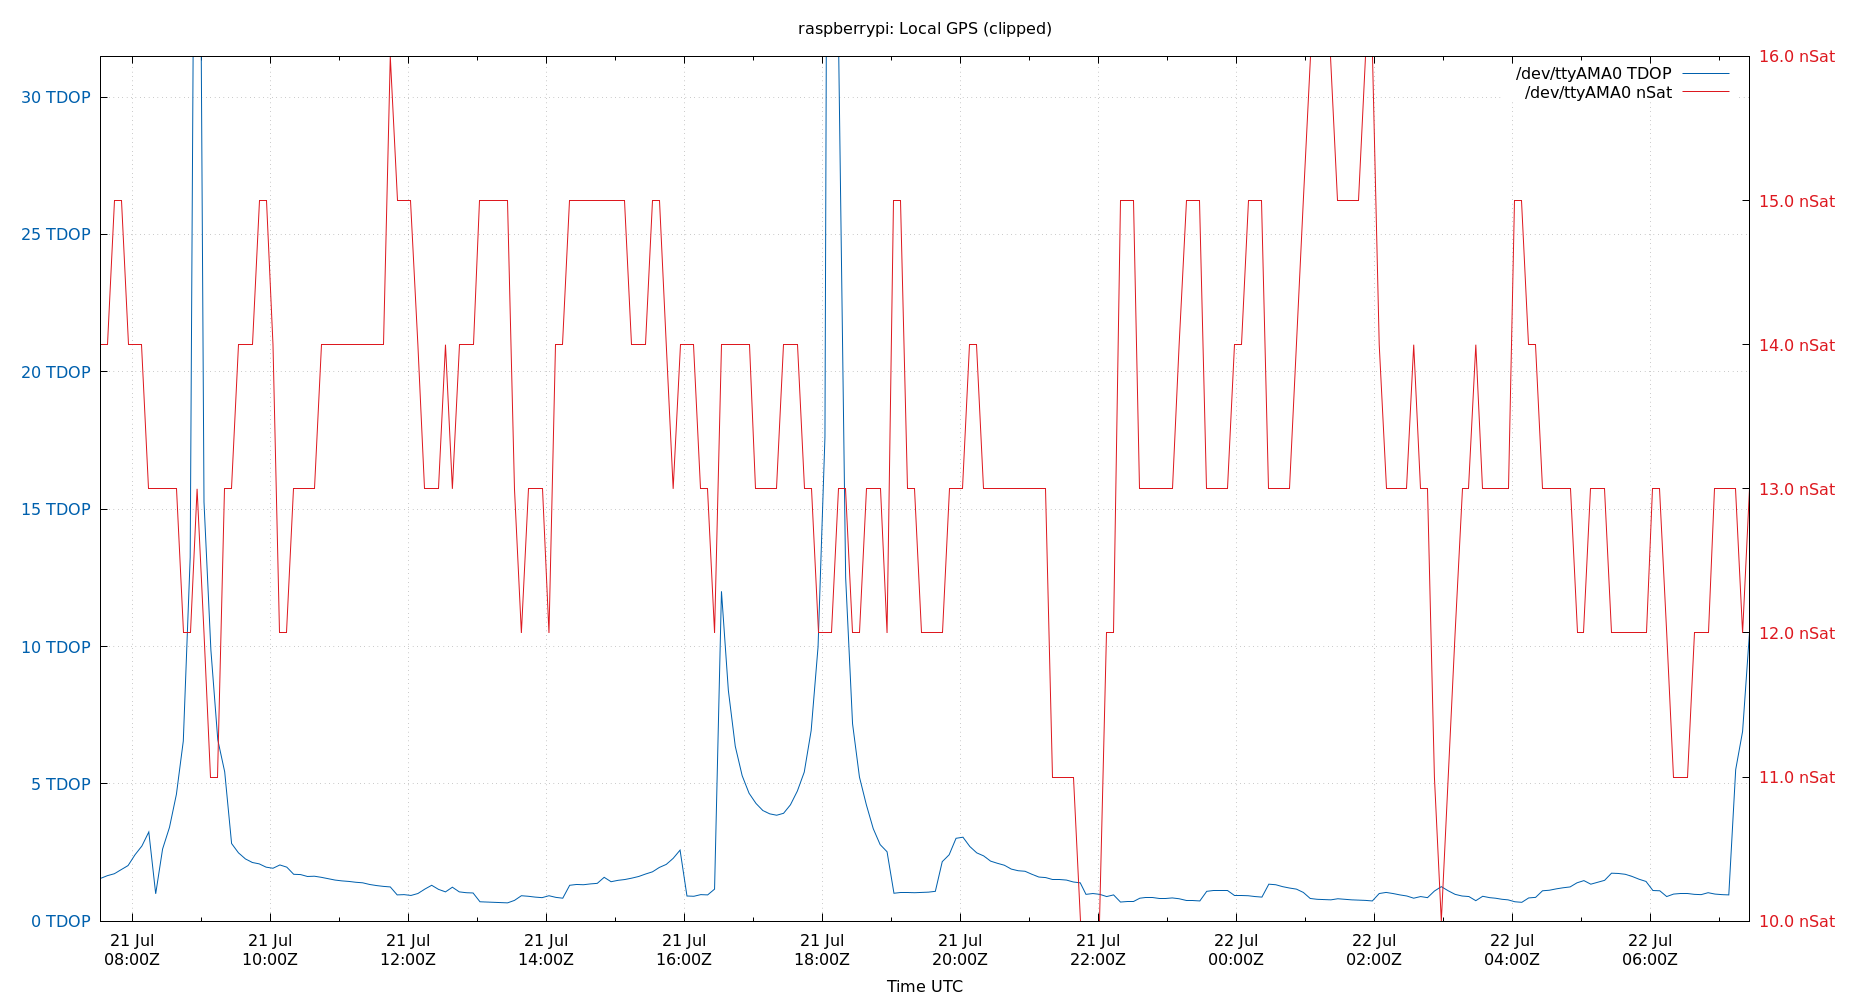 raspberrypi: Local GPS (clipped)
/dev/ttyAMA0 TDOP
/dev/ttyAMA0 nSat
30 TDOP
25 TDOP
20 TDOP
15 TDOP
10 TDOP
5 TDOP
0 TDOP
16.0 nSat
15.0 nSat
14.0 nSat
13.0 nSat
12.0 nSat
11.0 nSat
10.0 nSat
21 Jul
08:00Z
21 Jul
10:00Z
21 Jul
12:00Z
21 Jul
14:00Z
21 Jul
16:00Z
21 Jul
18:00Z
21 Jul
20:00Z
21 Jul
22:00Z
22 Jul
00:00Z
22 Jul
02:00Z
22 Jul
04:00Z
22 Jul
06:00Z
Time UTC